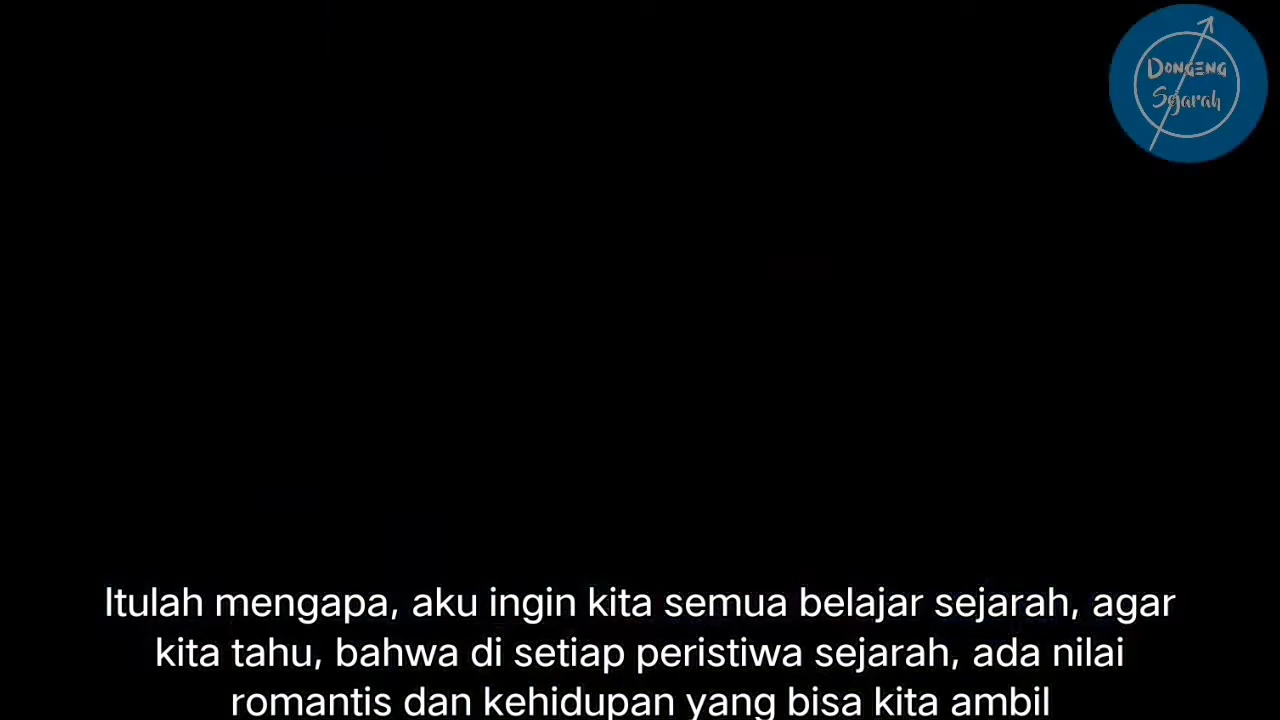 Dongeng
Sejarah
Itulah mengapa, aku ingin kita semua belajar sejarah, agar
kita tahu, bahwa di setiap peristiwa sejarah, ada nilai
romantis dan kehidupan yang bisa kita ambil